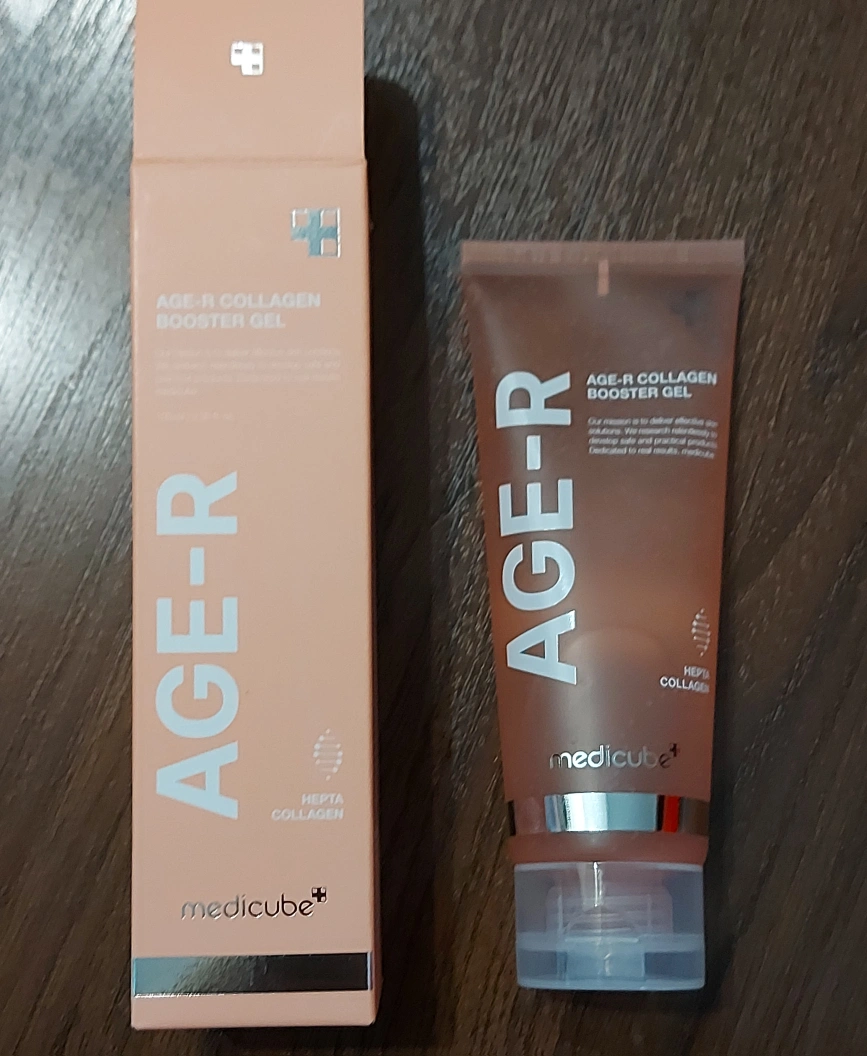 AGE-R COLLAGEN
BOOSTER GEL
AGE-R
HEPTA
COLLAGEN
medicube
AGE-R COLLAGEN
BOOSTER GEL
Our mission is to deliver effective skin
solutions. We research relentlessly to
develop safe and practical products.
Dedicated to real results, medicube
AGE-R
HEPTA
COLLAGEN
medicube